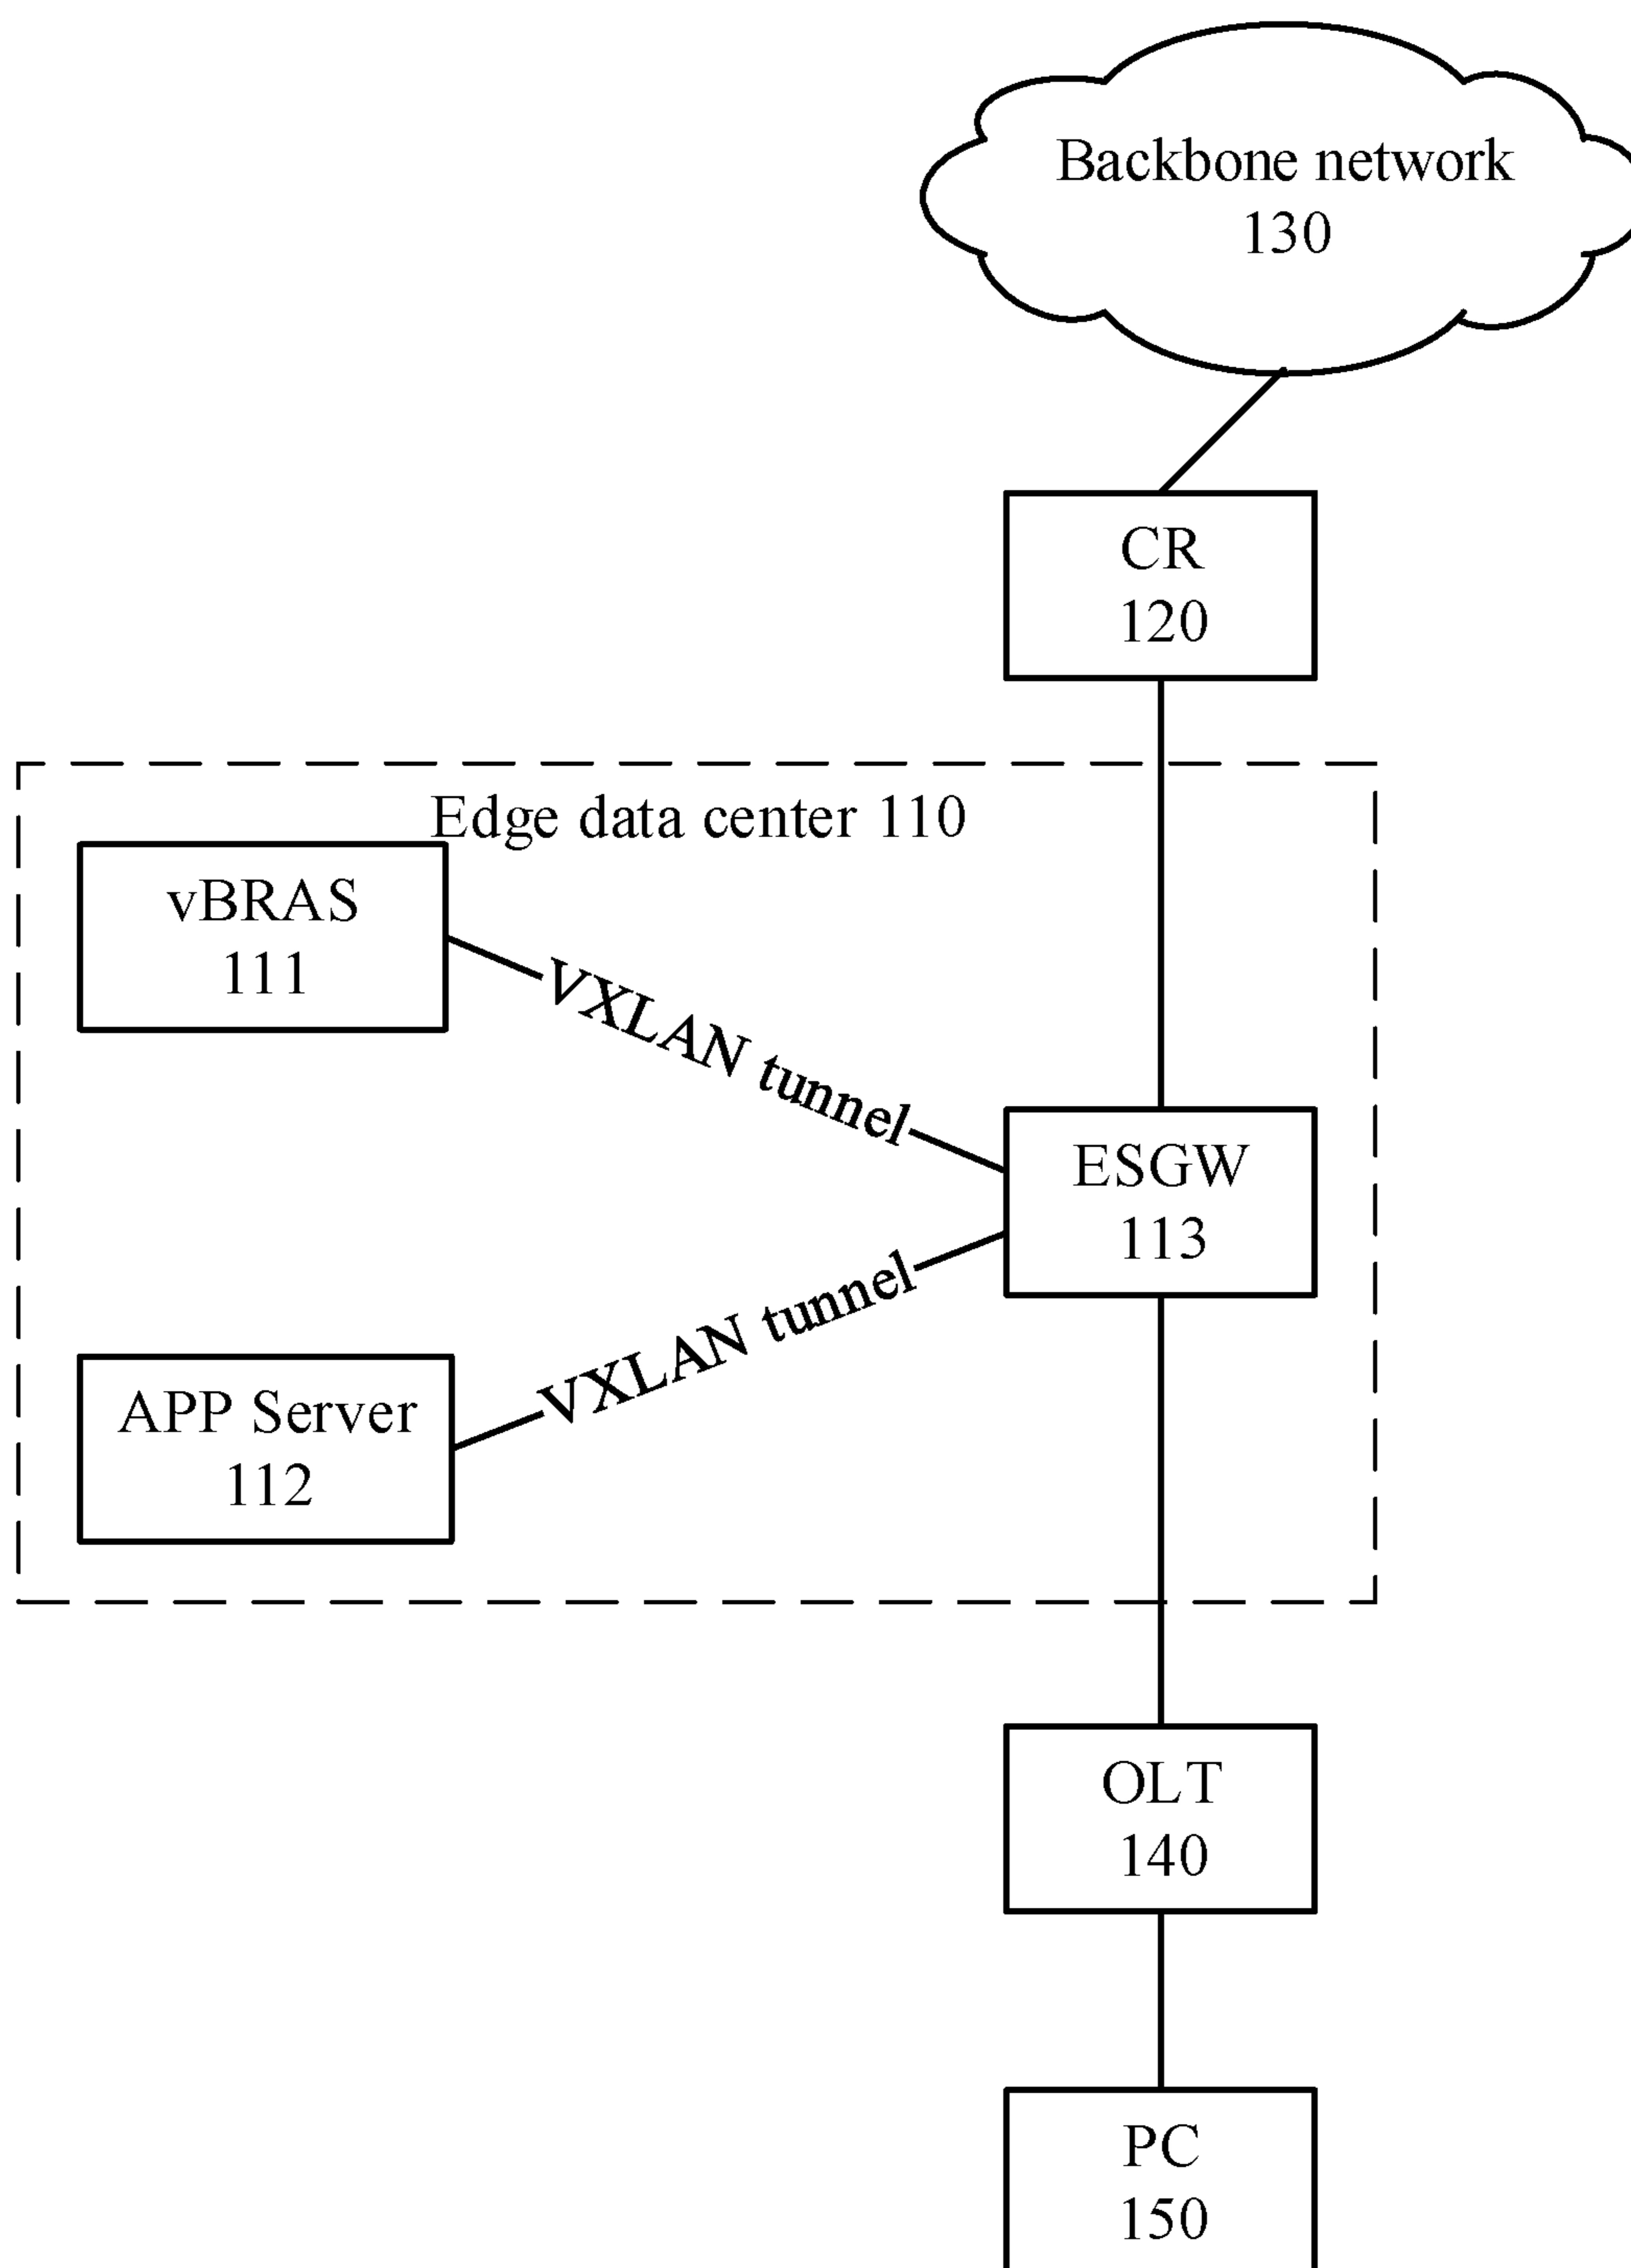 Backbone network
130
CR
120
Edge data center 110
vBRAS
111
VXLAN tunnel
ESGW
113
VXLAN tunnel
APP Server
112
OLT
140
PC
150